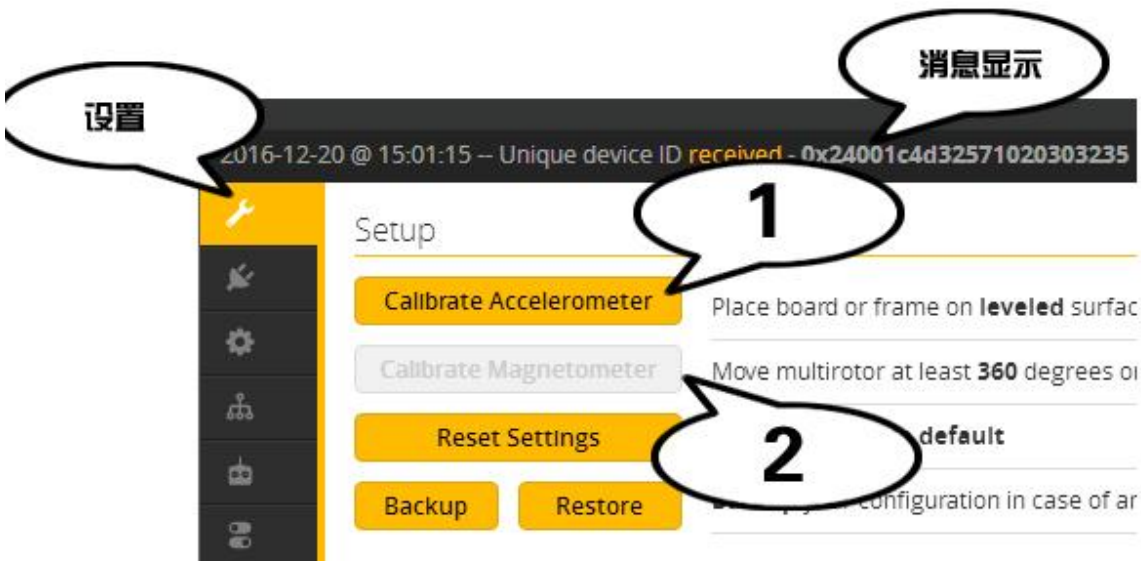 消息显示
设置
2016-12-20 @ 15:01:15 -- Unique device ID received - 0x24001c4d32571020303235
1
Setup
Calibrate Accelerometer
Place board or frame on leveled surfac
Calibrate Magnetometer
Move multirotor at least 360 degrees
2
Reset Settings
default
Backup
Restore
configuration in case of ar